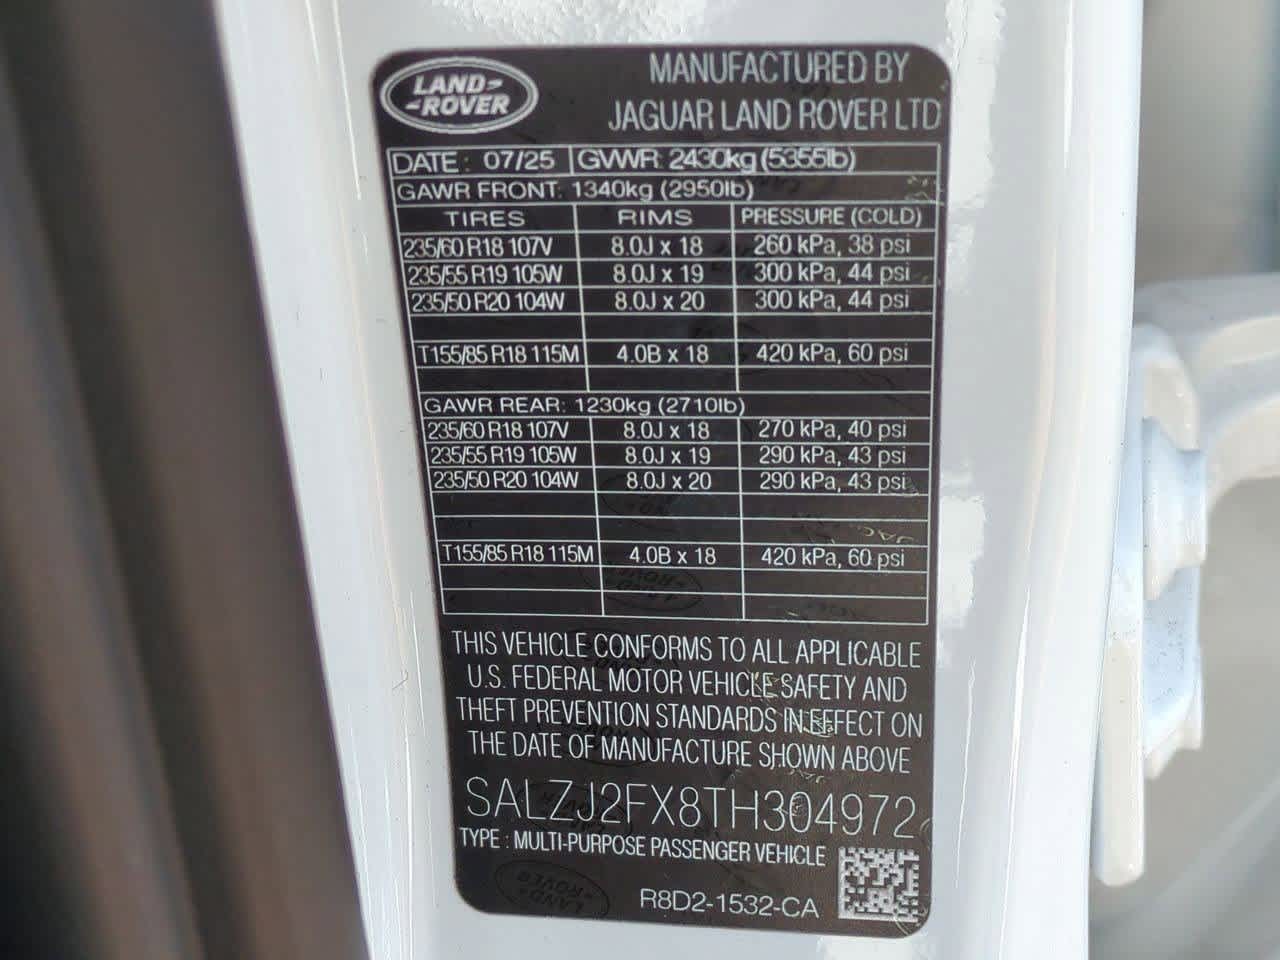 LAND ROVER
MANUFACTURED BY
JAGUAR LAND ROVER LTD
DATE: 07/25 GVWR 2430kg (5355lb)
GAWR FRONT: 1340kg (2950lb)
TIRES RIMS PRESSURE (COLD)
235/60 R18 107V 8.0J x 18 260 kPa, 38 psi
235/55 R19 105W 8.0J x 19 300 kPa, 44 psi
235/50 R20 104W 8.0J x 20 300 kPa, 44 psi
T155/85 R18 115M 4.0B x 18 420 kPa, 60 psi
GAWR REAR: 1230kg (2710lb)
235/60 R18 107V 8.0J x 18 270 kPa, 40 psi
235/55 R19 105W 8.0J x 19 290 kPa, 43 psi
235/50 R20 104W 8.0J x 20 290 kPa, 43 psi
T155/85 R18 115M 4.0B x 18 420 kPa, 60 psi
THIS VEHICLE CONFORMS TO ALL APPLICABLE
U.S. FEDERAL MOTOR VEHICLE SAFETY AND
THEFT PREVENTION STANDARDS IN EFFECT ON
THE DATE OF MANUFACTURE SHOWN ABOVE
SALZJ2FX8TH304972
TYPE : MULTI-PURPOSE PASSENGER VEHICLE
R8D2-1532-CA